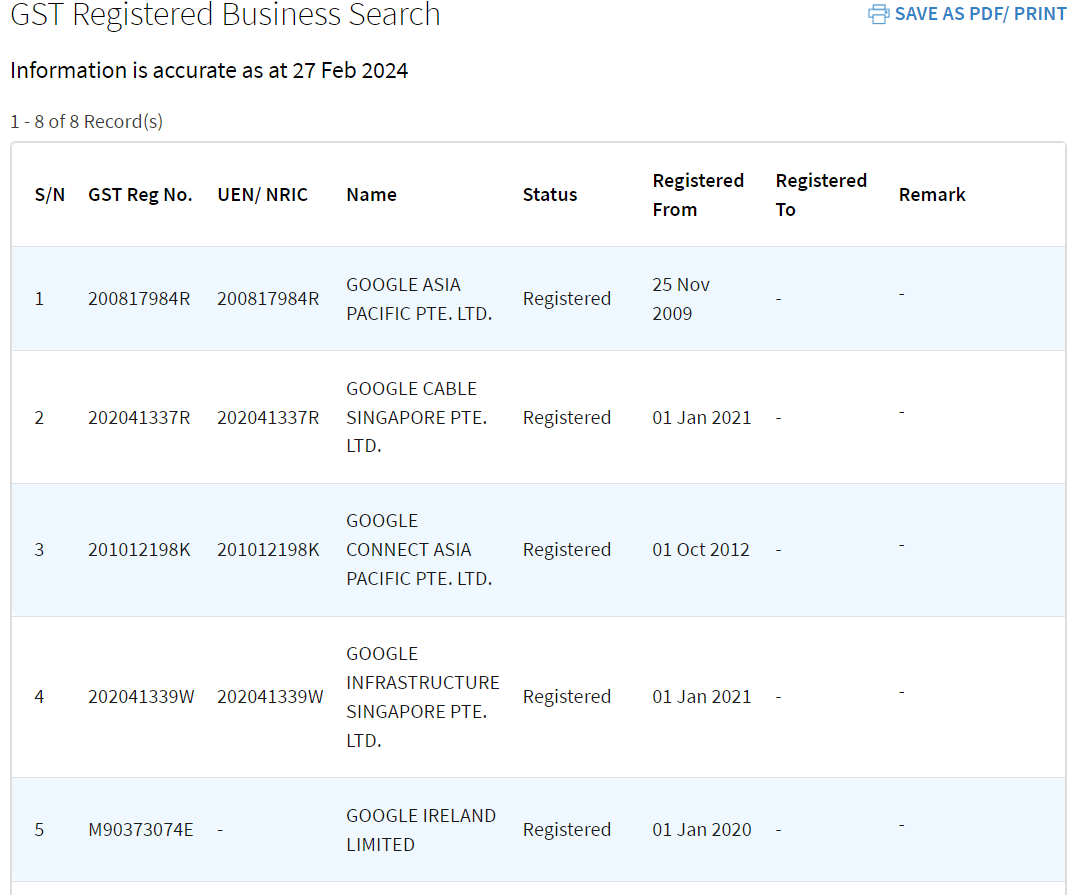 GST Registered Business Search
SAVE AS PDF/ PRINT
Information is accurate as at 27 Feb 2024
1 - 8 of 8 Record(s)
S/N GST Reg No. UEN/ NRIC Name Status Registered From Registered To Remark
1 200817984R 200817984R GOOGLE ASIA PACIFIC PTE. LTD. Registered 25 Nov 2009 - -
2 202041337R 202041337R GOOGLE CABLE SINGAPORE PTE. LTD. Registered 01 Jan 2021 - -
3 201012198K 201012198K GOOGLE CONNECT ASIA PACIFIC PTE. LTD. Registered 01 Oct 2012 - -
4 202041339W 202041339W GOOGLE INFRASTRUCTURE SINGAPORE PTE. LTD. Registered 01 Jan 2021 - -
5 M90373074E - GOOGLE IRELAND LIMITED Registered 01 Jan 2020 - -